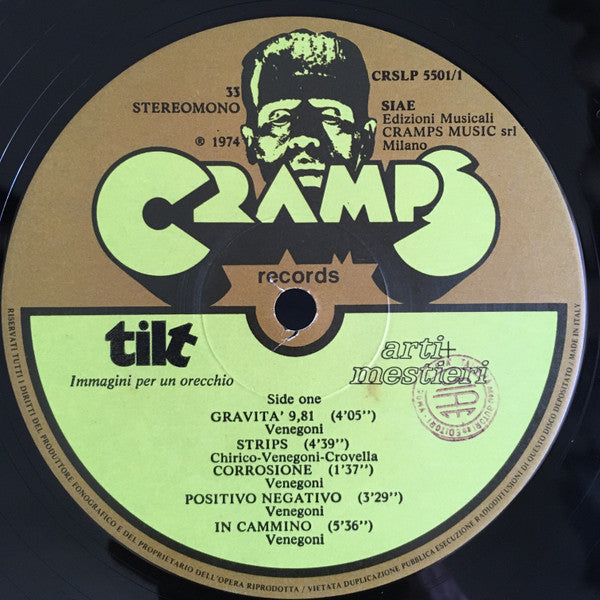 33
STEREOMONO
℗ 1974
CRSLP 5501/1
SIAE
Edizioni Musicali
CRAMPS MUSIC srl
Milano
CRAMPS
records
tilt
Immagini per un orecchio
arti+
mestieri
Side one
GRAVITA' 9,81 (4'05'')
Venegoni
STRIPS (4'39'')
Chirico-Venegoni-Crovella
CORROSIONE (1'37'')
Venegoni
POSITIVO NEGATIVO (3'29'')
Venegoni
IN CAMMINO (5'36'')
Venegoni
RISERVATI TUTTI I DIRITTI DEL PRODUTTORE FONOGRAFICO E DEL PROPRIETARIO DELL'OPERA RIPRODOTTA / VIETATA DUPLICAZIONE PUBBLICA ESECUZIONE RADIODIFFUSIONE DI QUESTO DISCO DEPOSITATO / MADE IN ITALY